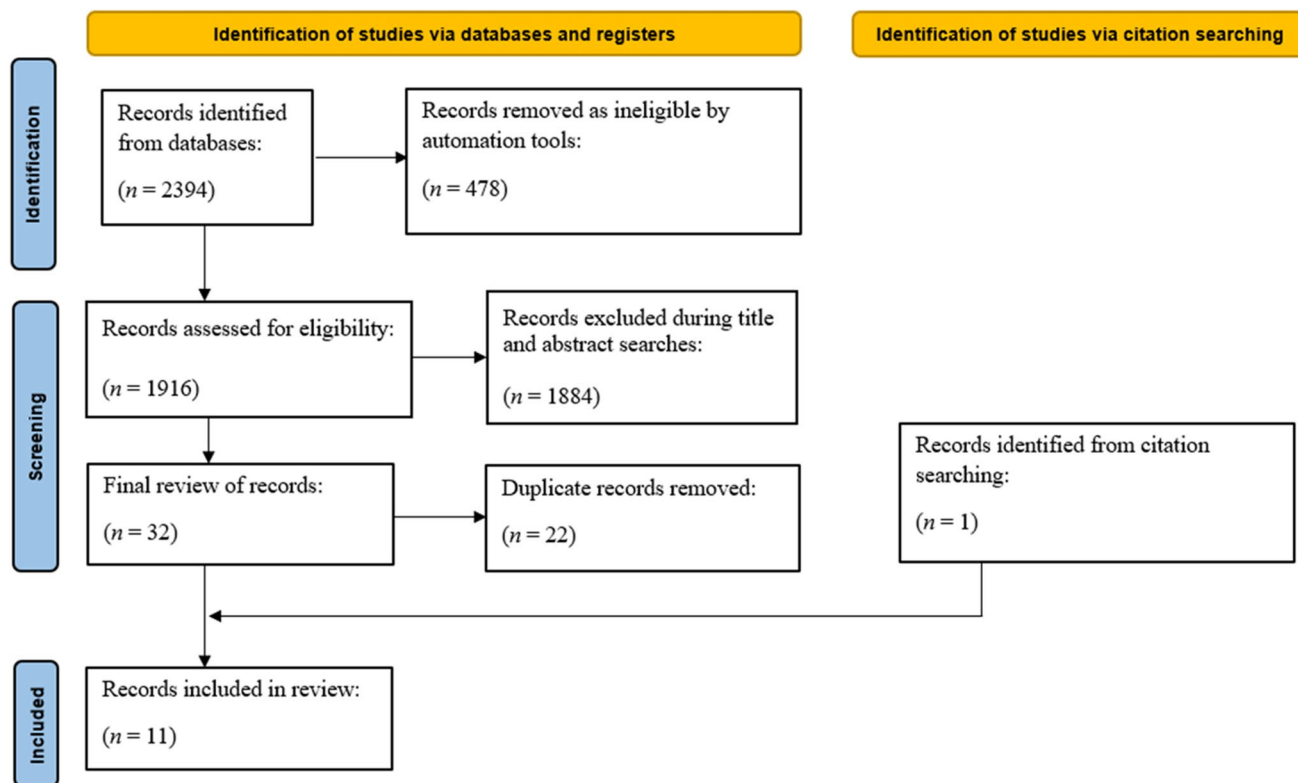 Identification of studies via databases and registers
Identification of studies via citation searching
Identification
Records identified
from databases:
(n = 2394)
Records removed as ineligible by
automation tools:
(n = 478)
Screening
Records assessed for eligibility:
(n = 1916)
Records excluded during title
and abstract searches:
(n = 1884)
Final review of records:
(n = 32)
Duplicate records removed:
(n = 22)
Records identified from citation
searching:
(n = 1)
Included
Records included in review:
(n = 11)